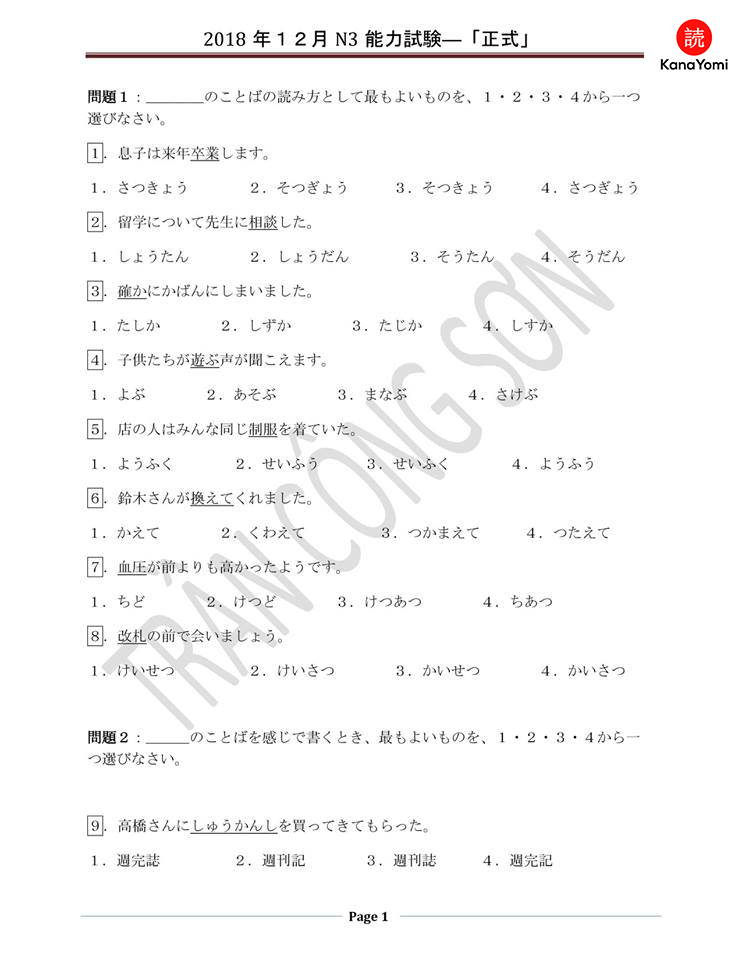 2018年12月N3能力試験—「正式」
読
KanaYomi
問題1:________のことばの読み方として最もよいものを、1・2・3・4から一つ
選びなさい。
1. 息子は来年卒業します。
1.さつきょう 2.そつぎょう 3.そつきょう 4.さつぎょう
2. 留学について先生に相談した。
1.しょうたん 2.しょうだん 3.そうたん 4.そうだん
3. 確かにかばんにしまいました。
1.たしか 2.しずか 3.たじか 4.しすか
4. 子供たちが遊ぶ声が聞こえます。
1.よぶ 2.あそぶ 3.まなぶ 4.さけぶ
5. 店の人はみんな同じ制服を着ていた。
1.ようふく 2.せいふう 3.せいふく 4.ようふう
6. 鈴木さんが換えてくれました。
1.かえて 2.くわえて 3.つかまえて 4.つたえて
7. 血圧が前よりも高かったようです。
1.ちど 2.けつど 3.けつあつ 4.ちあつ
8. 改札の前で会いましょう。
1.けいせつ 2.けいさつ 3.かいせつ 4.かいさつ
問題2:______のことばを感じで書くとき、最もよいものを、1・2・3・4から一
つ選びなさい。
9. 高橋さんにしゅうかんしを買ってきてもらった。
1.週完誌 2.週刊記 3.週刊誌 4.週完記
Page 1
TRẦN CÔNG SƠN